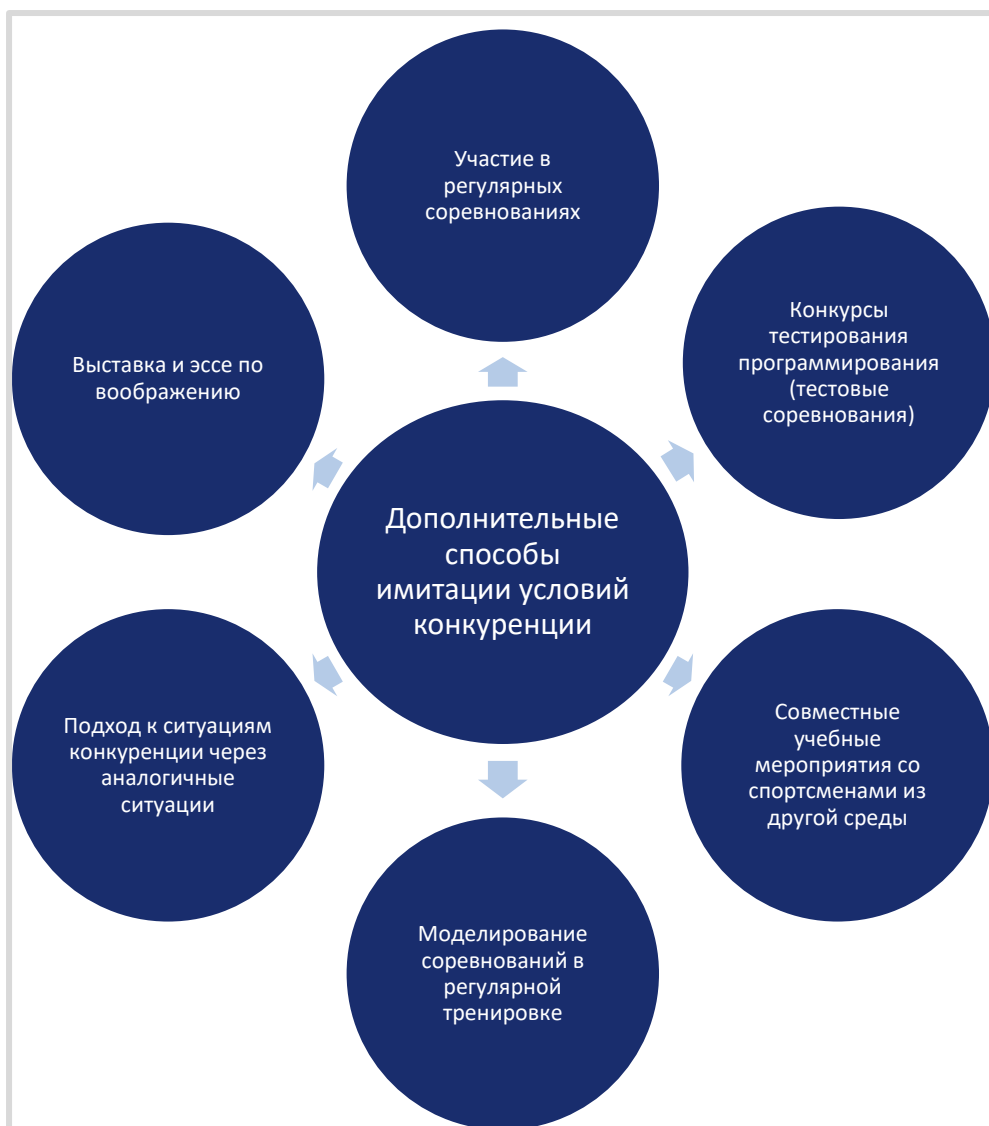 Участие в
регулярных
соревнованиях
Конкурсы
тестирования
программирования
(тестовые
соревнования)
Выставка и эссе по
воображению
Дополнительные
способы
имитации условий
конкуренции
Подход к ситуациям
конкуренции через
аналогичные
ситуации
Совместные
учебные
мероприятия со
спортсменами из
другой среды
Моделирование
соревнований в
регулярной
тренировке